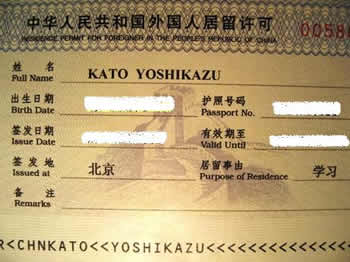 中华人民共和国外国人居留许可
RESIDENCE PERMIT FOR FOREIGNER IN THE PEOPLE'S REPUBLIC OF CHINA
0058
姓 名 KATO YOSHIKAZU
Full Name
出生日期 护照号码
Birth Date Passport No.
签发日期 有效期至
Issue Date Valid Until
签发地 北京 居留事由 学习
Issued at Purpose of Residence
备 注
Remarks
R<CHNKATO<<YOSHIKAZU<<<<<<<<<<<<<